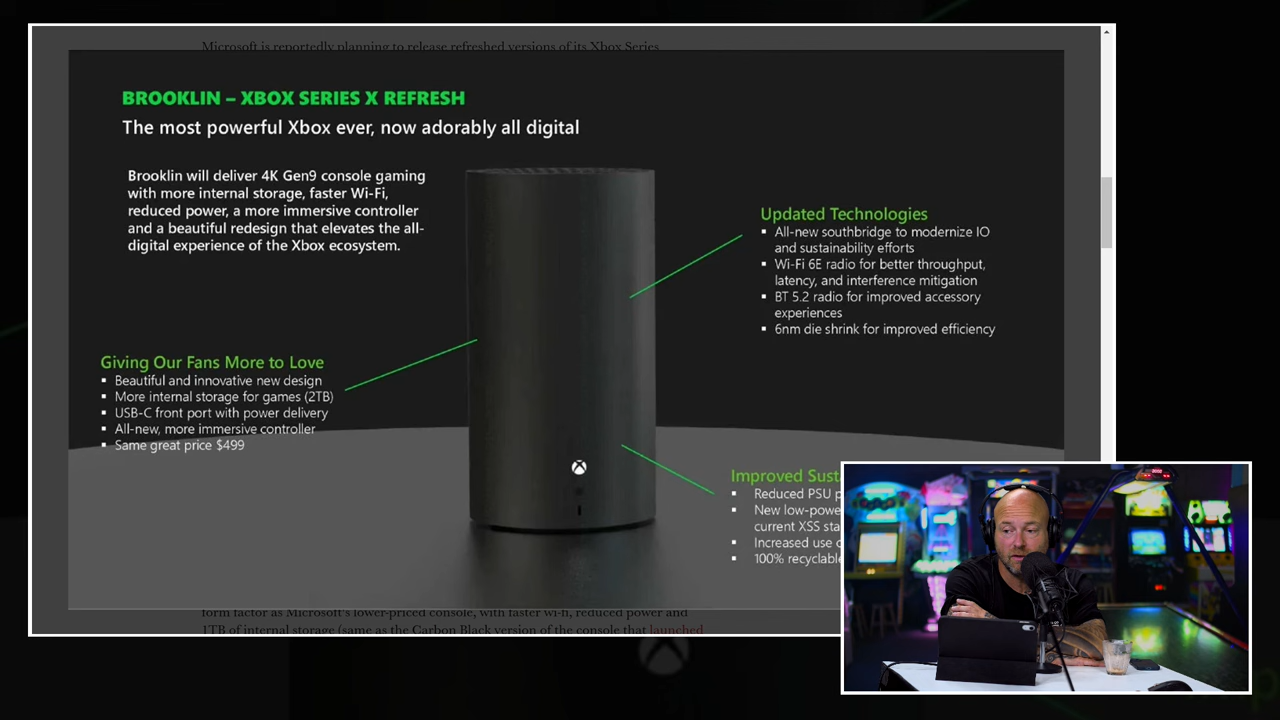 Microsoft is reportedly planning to release refreshed versions of its Xbox Series
BROOKLIN – XBOX SERIES X REFRESH
The most powerful Xbox ever, now adorably all digital
Brooklin will deliver 4K Gen9 console gaming
with more internal storage, faster Wi-Fi,
reduced power, a more immersive controller
and a beautiful redesign that elevates the all-
digital experience of the Xbox ecosystem.
Updated Technologies
▪ All-new southbridge to modernize IO
and sustainability efforts
▪ Wi-Fi 6E radio for better throughput,
latency, and interference mitigation
▪ BT 5.2 radio for improved accessory
experiences
▪ 6nm die shrink for improved efficiency
Giving Our Fans More to Love
▪ Beautiful and innovative new design
▪ More internal storage for games (2TB)
▪ USB-C front port with power delivery
▪ All-new, more immersive controller
▪ Same great price $499
Improved Sust
▪ Reduced PSU p
▪ New low-powe
current XSS sta
▪ Increased use o
▪ 100% recyclable
form factor as Microsoft's lower-priced console, with faster wi-fi, reduced power and
1TB of internal storage (same as the Carbon Black version of the console that launched